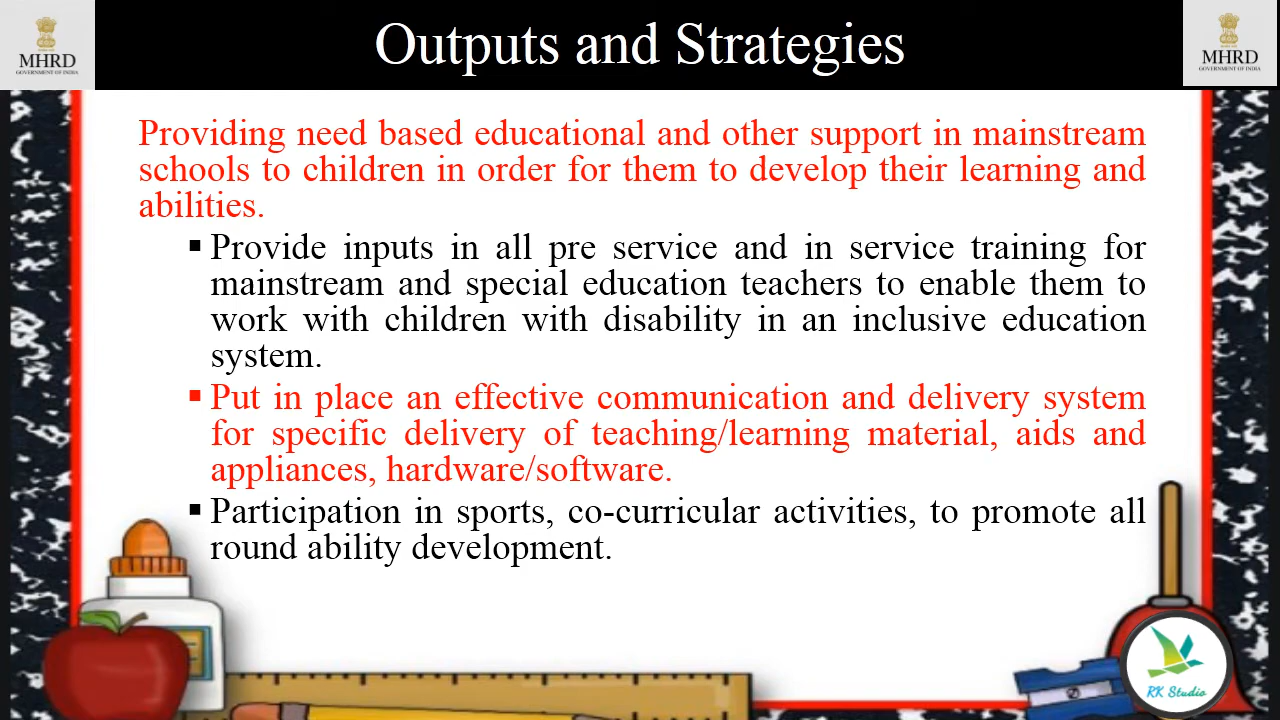 MHRD
GOVERNMENT OF INDIA
Outputs and Strategies
MHRD
GOVERNMENT OF INDIA
Providing need based educational and other support in mainstream
schools to children in order for them to develop their learning and
abilities.
▪ Provide inputs in all pre service and in service training for
mainstream and special education teachers to enable them to
work with children with disability in an inclusive education
system.
▪ Put in place an effective communication and delivery system
for specific delivery of teaching/learning material, aids and
appliances, hardware/software.
▪ Participation in sports, co-curricular activities, to promote all
round ability development.
RK Studio